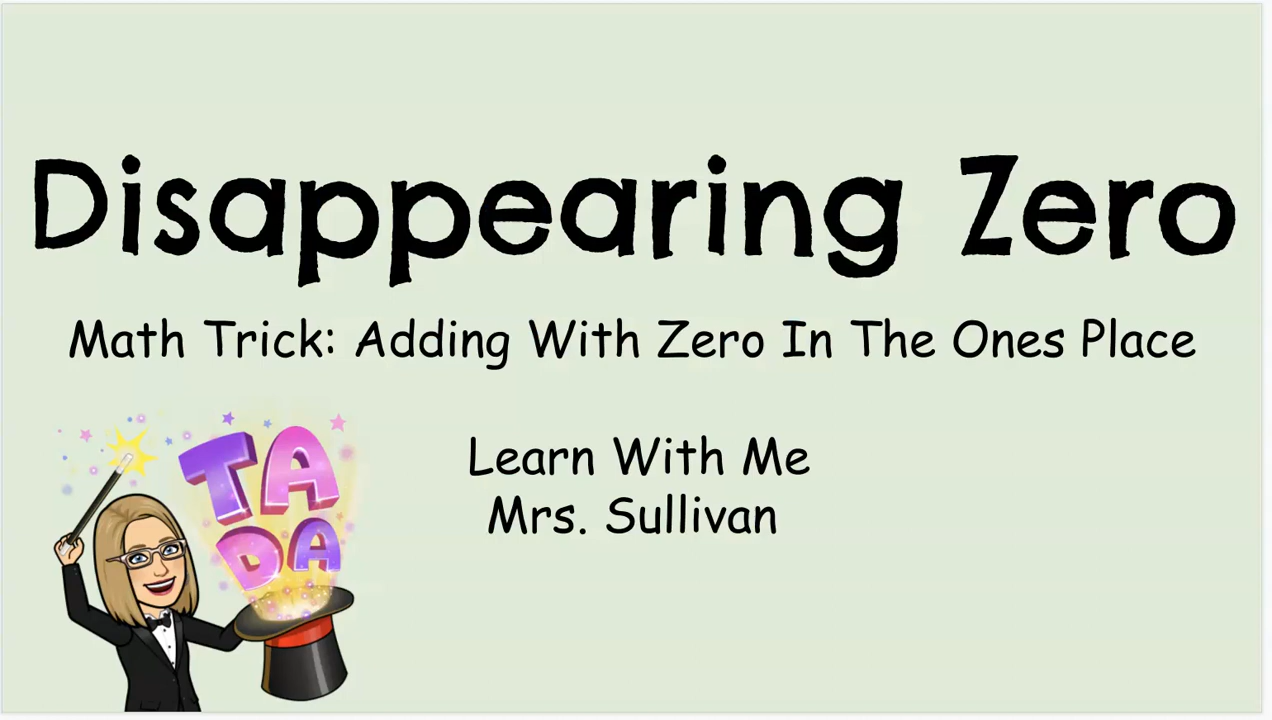 Disappearing Zero
Math Trick: Adding With Zero In The Ones Place
TA
DA
Learn With Me
Mrs. Sullivan